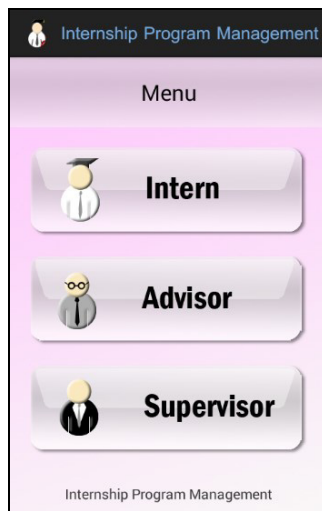 Internship Program Management
Menu
Intern
Advisor
Supervisor
Internship Program Management